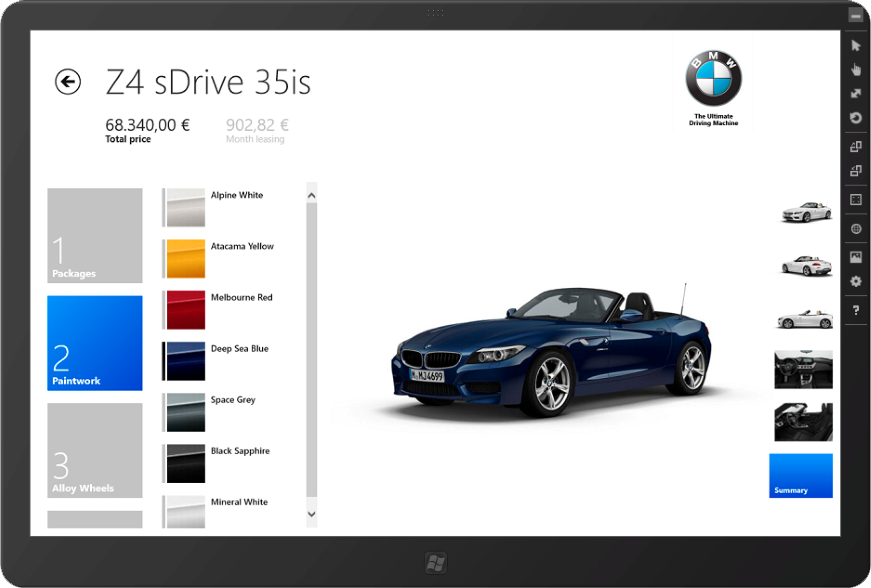 Z4 sDrive 35is
68.340,00 €
Total price
902,82 €
Month leasing
BMW
The Ultimate
Driving Machine
1
Packages
2
Paintwork
3
Alloy Wheels
Alpine White
Atacama Yellow
Melbourne Red
Deep Sea Blue
Space Grey
Black Sapphire
Mineral White
M MJ4699
Summary
?